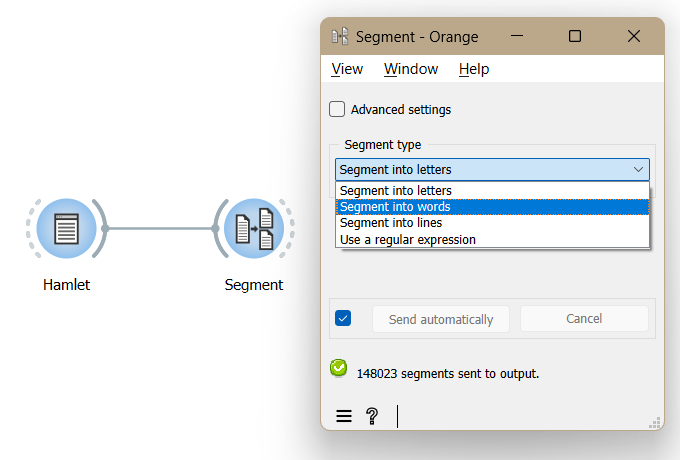 Segment - Orange
View Window Help
Advanced settings
Segment type
Segment into letters
Segment into letters
Segment into words
Segment into lines
Use a regular expression
Hamlet
Segment
Send automatically
Cancel
148023 segments sent to output.
?